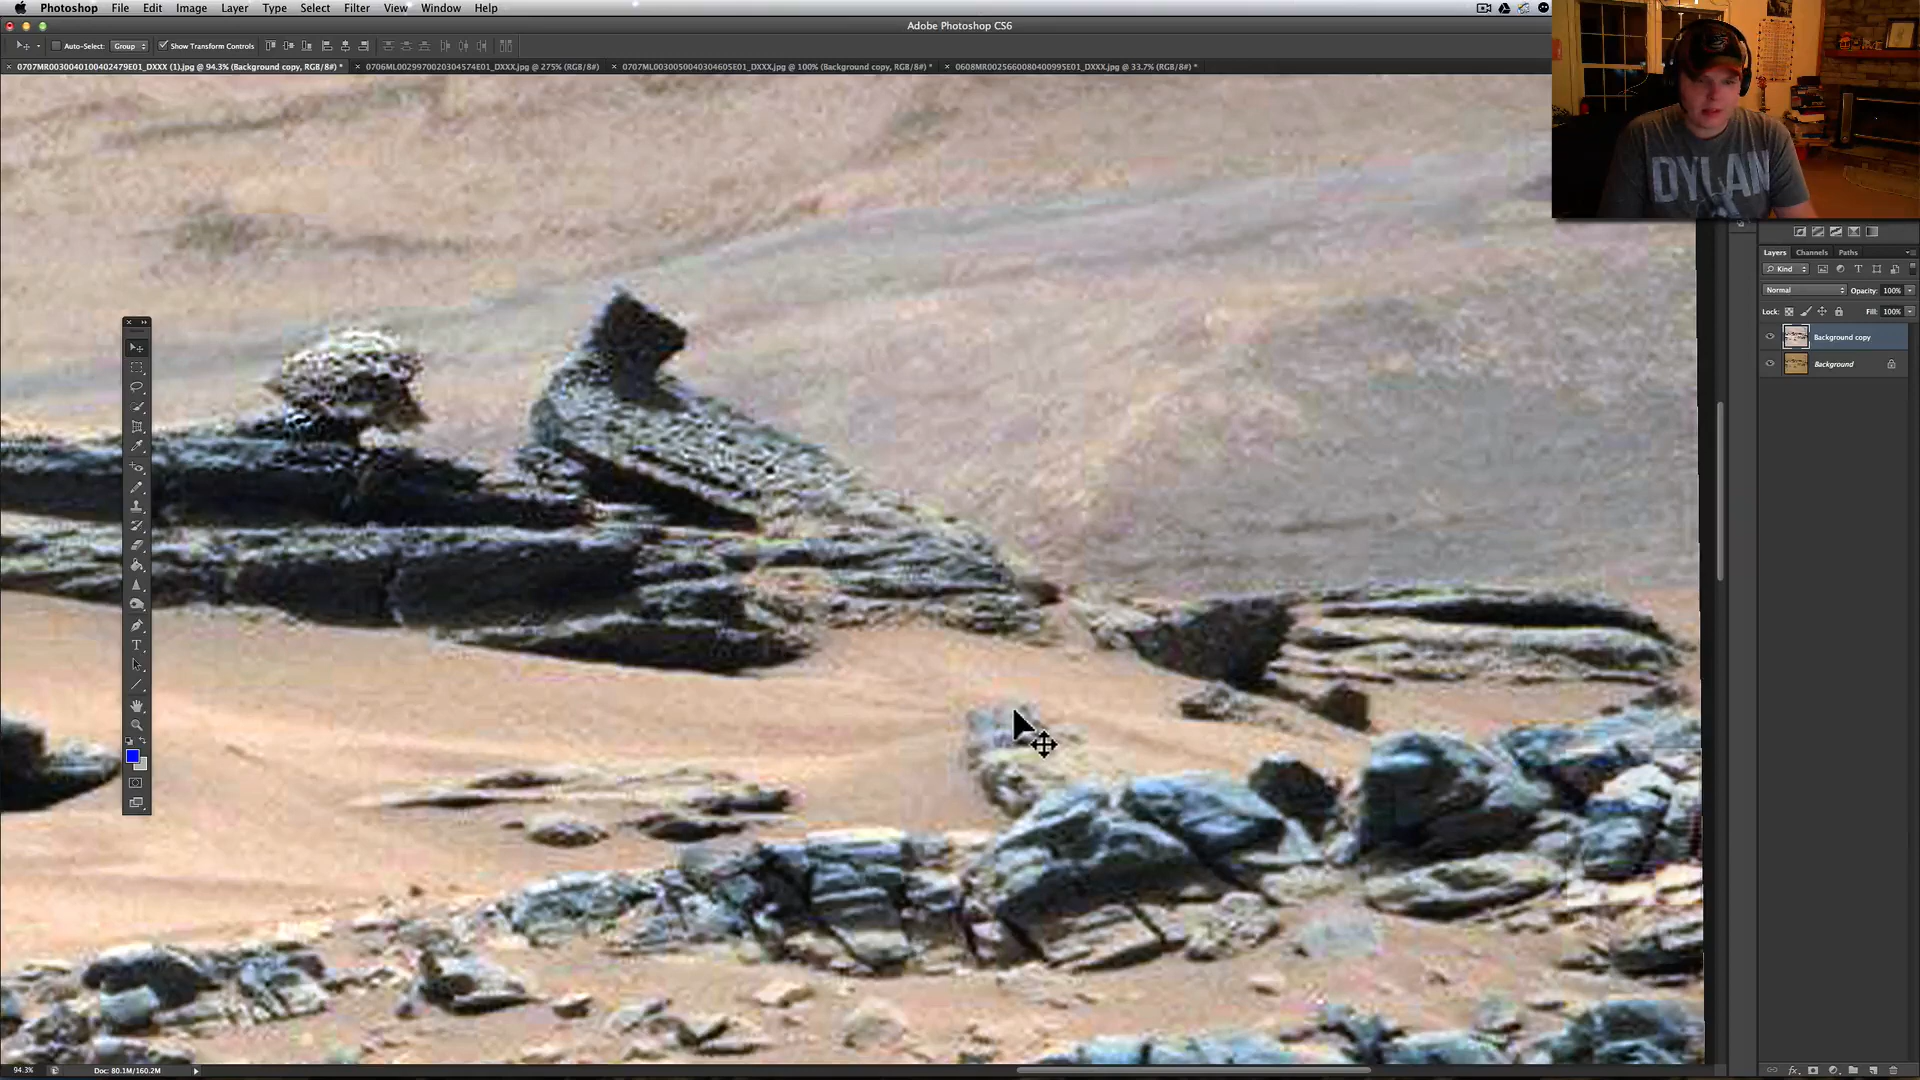 Photoshop File Edit Image Layer Type Select Filter View Window Help
Adobe Photoshop CS6
Auto-Select: Group Show Transform Controls
0707MR0030040100402479E01_DXXX (1).jpg @ 94.3% (Background copy, RGB/8#) * 0706ML0029970020304574E01_DXXX.jpg @ 275% (RGB/8#) 0707ML0030050040304605E01_DXXX.jpg @ 100% (Background copy, RGB/8#) * 0608MR0025660080400995E01_DXXX.jpg @ 33.7% (RGB/8#) *
DYLAN
Layers Channels Paths
Kind
Normal Opacity: 100%
Lock: Fill: 100%
Background copy
Background
94.3% Doc: 80.1M/160.2M